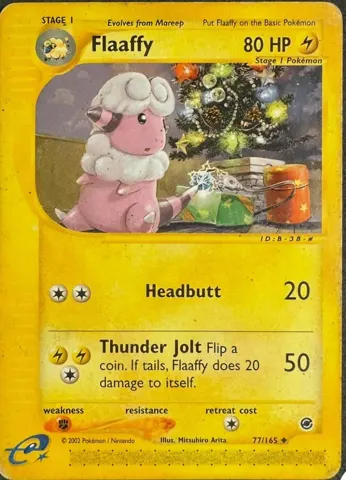 STAGE 1 Evolves from Mareep Put Flaaffy on the Basic Pokémon
Flaaffy 80 HP
Stage 1 Pokémon
ID:B-38-#
Headbutt 20
Thunder Jolt Flip a
coin. If tails, Flaaffy does 20
damage to itself.
50
weakness resistance retreat cost
© 2002 Pokémon / Nintendo Illus. Mitsuhiro Arita. 77/165
e